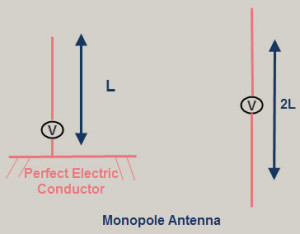 L
V
V
2L
Perfect Electric
Conductor
Monopole Antenna